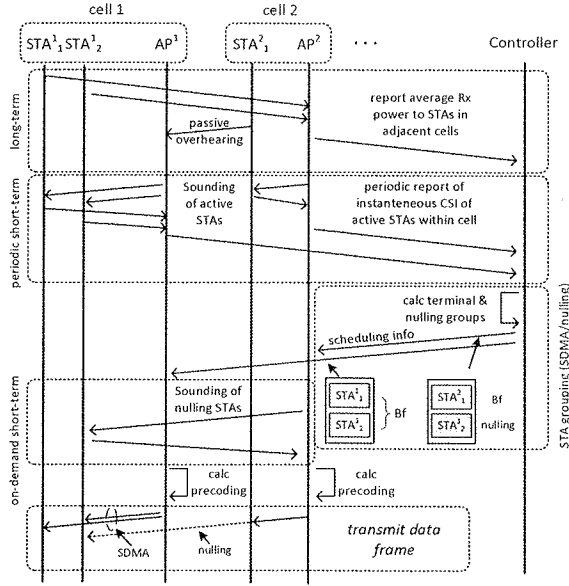 cell 1
cell 2
STA¹₁ STA¹₂ AP¹ STA²₁ AP² ... Controller
long-term
report average Rx
power to STAs in
adjacent cells
passive
overhearing
periodic short-term
Sounding
of active
STAs
periodic report of
instanteneous CSI of
active STAs within cell
calc terminal &
nulling groups
scheduling info
STA grouping (SDMA/nulling)
on-demand short-term
Sounding of
nulling STAs
STA¹₁
STA¹₂
Bf
STA²₁
STA¹₂
Bf
nulling
calc
precoding
calc
precoding
SDMA
nulling
transmit data
frame